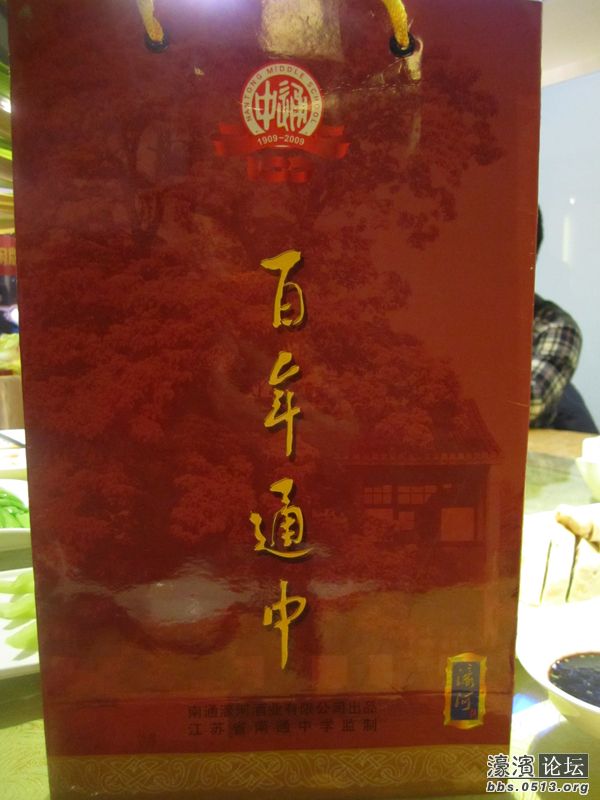 NANTONG MIDDLE SCHOOL
通中
1909-2009
百年通中
濠河
南通濠河酒业有限公司出品
江苏省南通中学监制
濠滨论坛
bbs.0513.org